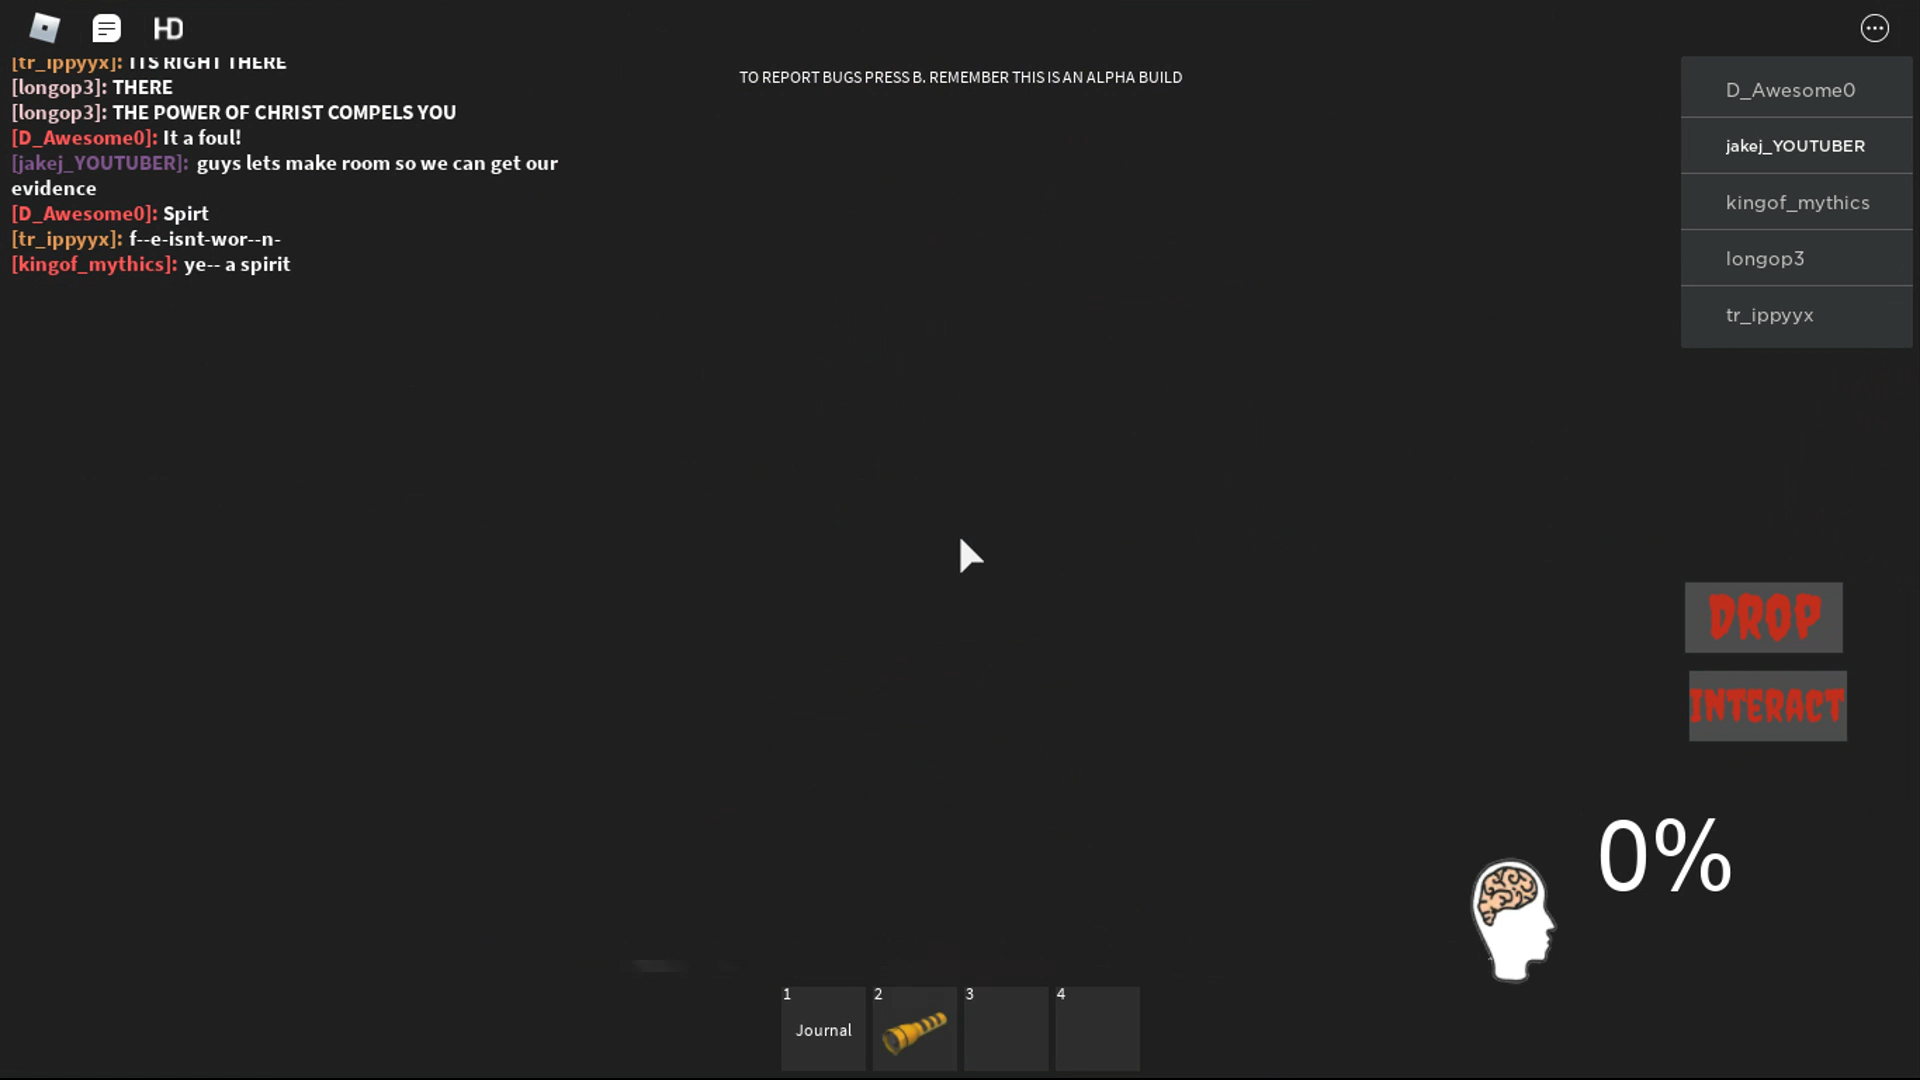 HD
[tr_ippyyx]: ITS RIGHT THERE
[longop3]: THERE
[longop3]: THE POWER OF CHRIST COMPELS YOU
[D_Awesome0]: It a foul!
[jakej_YOUTUBER]: guys lets make room so we can get our
evidence
[D_Awesome0]: Spirt
[tr_ippyyx]: f--e-isnt-wor--n-
[kingof_mythics]: ye-- a spirit
TO REPORT BUGS PRESS B. REMEMBER THIS IS AN ALPHA BUILD
D_Awesome0
jakej_YOUTUBER
kingof_mythics
longop3
tr_ippyyx
DROP
INTERACT
0%
1
Journal
2
3
4